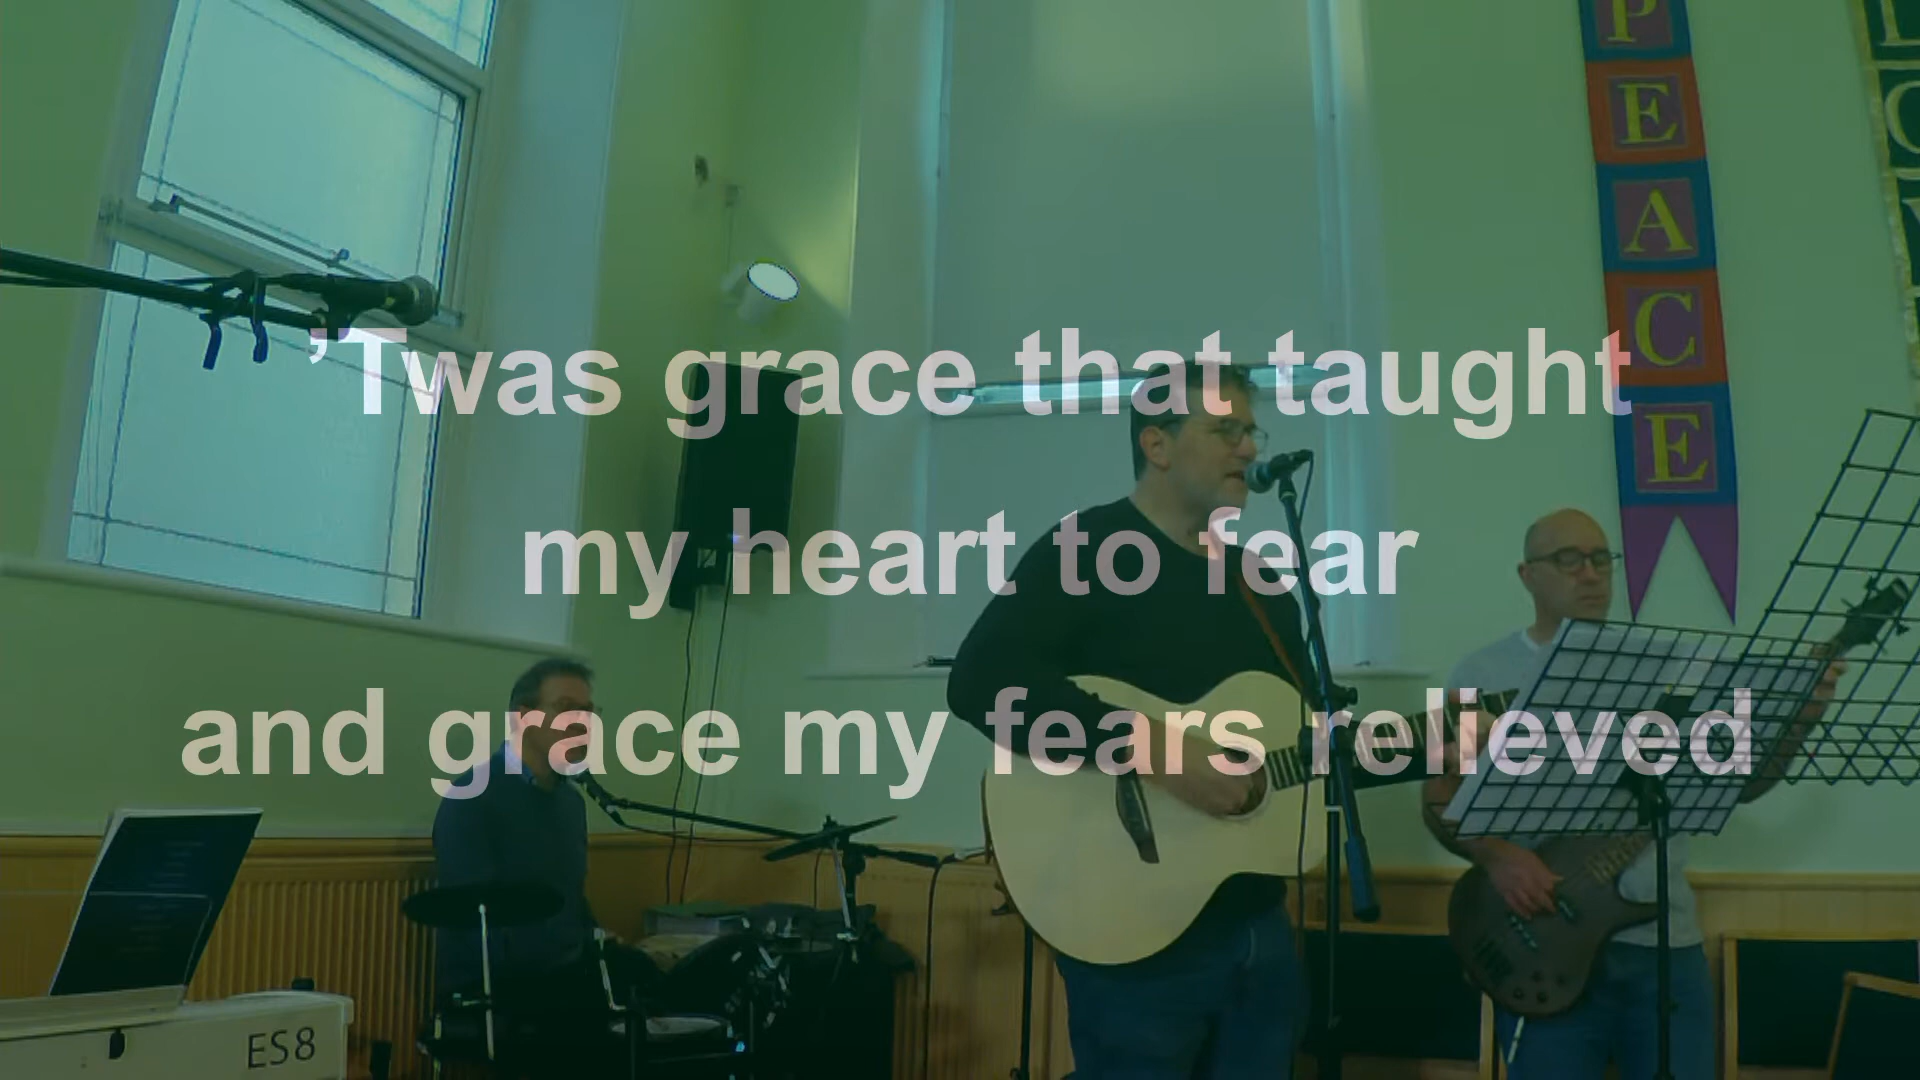 PEACE
'Twas grace that taught
my heart to fear
and grace my fears relieved
ES8